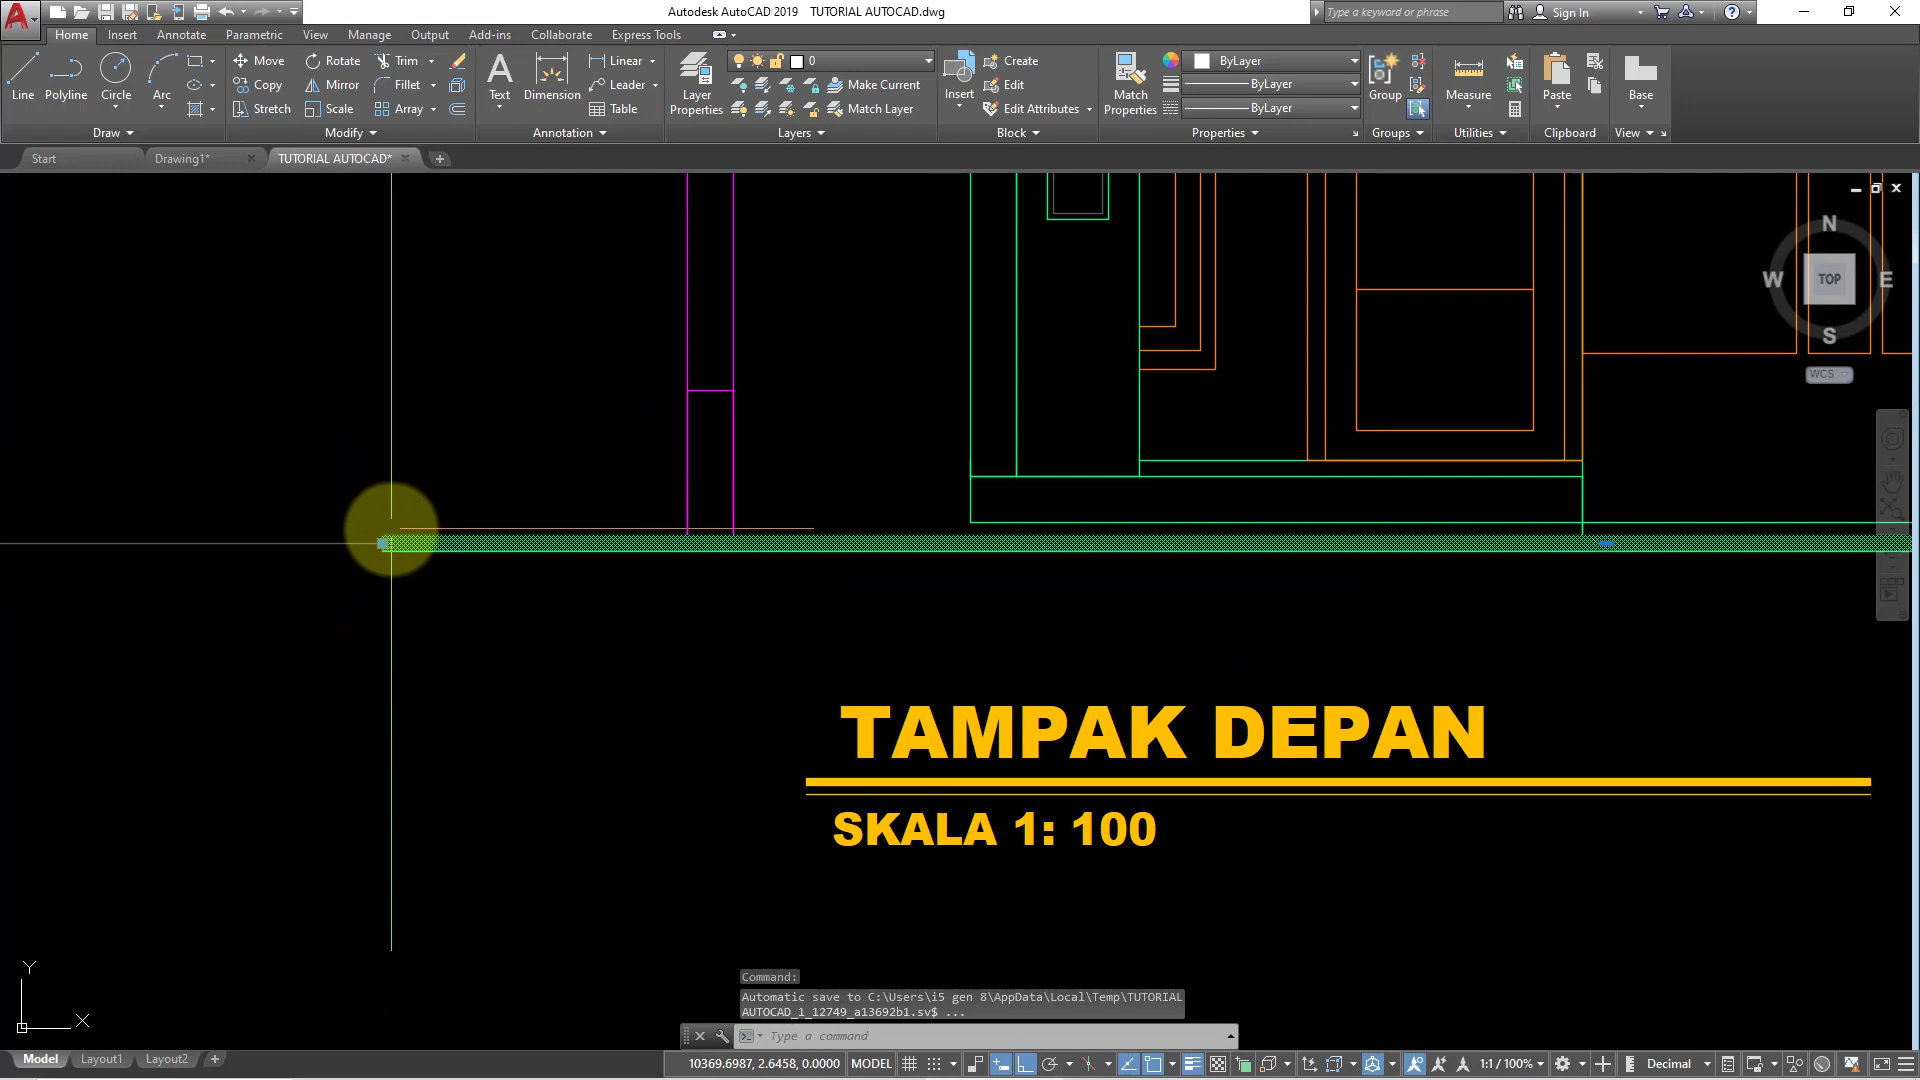 Autodesk AutoCAD 2019 TUTORIAL AUTOCAD.dwg
Type a keyword or phrase
Sign In
Home Insert Annotate Parametric View Manage Output Add-ins Collaborate Express Tools
Line Polyline Circle Arc
Move Rotate Trim
Copy Mirror Fillet
Stretch Scale Array
Text Dimension
Linear
Leader
Table
Layer Properties
0
Make Current
Match Layer
Insert
Create
Edit
Edit Attributes
Match Properties
ByLayer
ByLayer
ByLayer
Group
Measure
Paste
Base
Draw Modify Annotation Layers Block Properties Groups Utilities Clipboard View
Start Drawing1* TUTORIAL AUTOCAD*
N
W TOP E
S
WCS
TAMPAK DEPAN
SKALA 1: 100
Y
X
Command:
Automatic save to C:\Users\i5 gen 8\AppData\Local\Temp\TUTORIAL
AUTOCAD_1_12749_a13692b1.sv$ ...
Type a command
Model Layout1 Layout2
10369.6987, 2.6458, 0.0000 MODEL
1:1 / 100%
Decimal